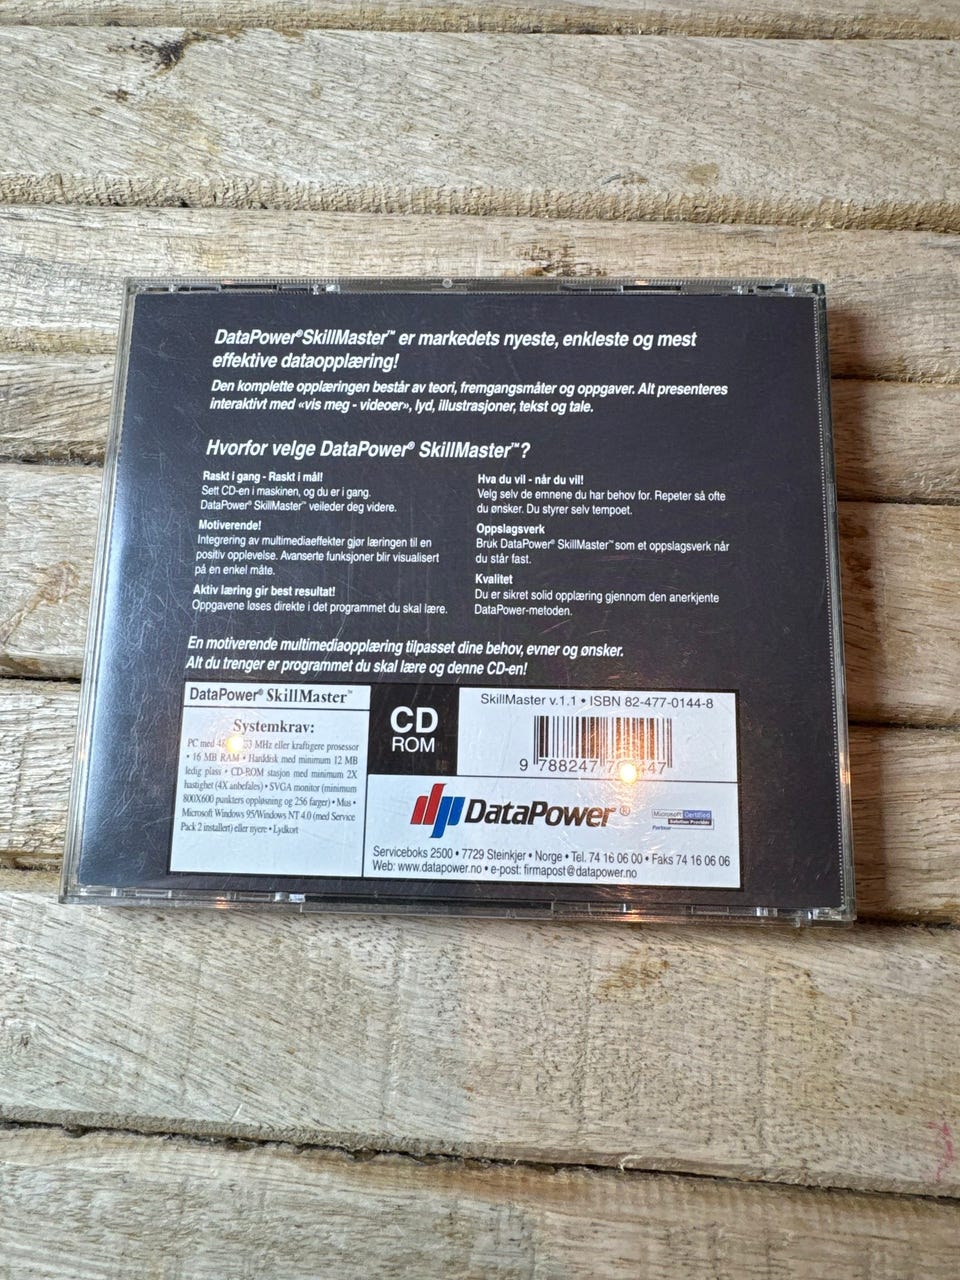 DataPower®SkillMaster™ er markedets nyeste, enkleste og mest
effektive dataopplæring!
Den komplette opplæringen består av teori, fremgangsmåter og oppgaver. Alt presenteres
interaktivt med «vis meg - videoer», lyd, illustrasjoner, tekst og tale.
Hvorfor velge DataPower® SkillMaster™?
Raskt i gang - Raskt i mål!
Sett CD-en i maskinen, og du er i gang.
DataPower® SkillMaster™ veileder deg videre.
Motiverende!
Integrering av multimediaeffekter gjør læringen til en
positiv opplevelse. Avanserte funksjoner blir visualisert
på en enkel måte.
Aktiv læring gir best resultat!
Oppgavene løses direkte i det programmet du skal lære.
Hva du vil - når du vil!
Velg selv de emnene du har behov for. Repeter så ofte
du ønsker. Du styrer selv tempoet.
Oppslagsverk
Bruk DataPower® SkillMaster™ som et oppslagsverk når
du står fast.
Kvalitet
Du er sikret solid opplæring gjennom den anerkjente
DataPower-metoden.
En motiverende multimediaopplæring tilpasset dine behov, evner og ønsker.
Alt du trenger er programmet du skal lære og denne CD-en!
DataPower® SkillMaster™
Systemkrav:
PC med MHz eller kraftigere prosessor
• 16 MB RAM • Harddisk med minimum 12 MB
ledig plass • CD-ROM stasjon med minimum 2X
hastighet (4X anbefales) • SVGA monitor (minimum
800X600 punkters oppløsning og 256 farger) • Mus •
Microsoft Windows 95/Windows NT 4.0 (med Service
Pack 2 installert) eller nyere • Lydkort
CD
ROM
SkillMaster v.1.1 • ISBN 82-477-0144-8
9 788247
DataPower®
Microsoft Certified
Solution Provider
Partner
Serviceboks 2500 • 7729 Steinkjer • Norge • Tel. 74 16 06 00 • Faks 74 16 06 06
Web: www.datapower.no • e-post: firmapost@datapower.no